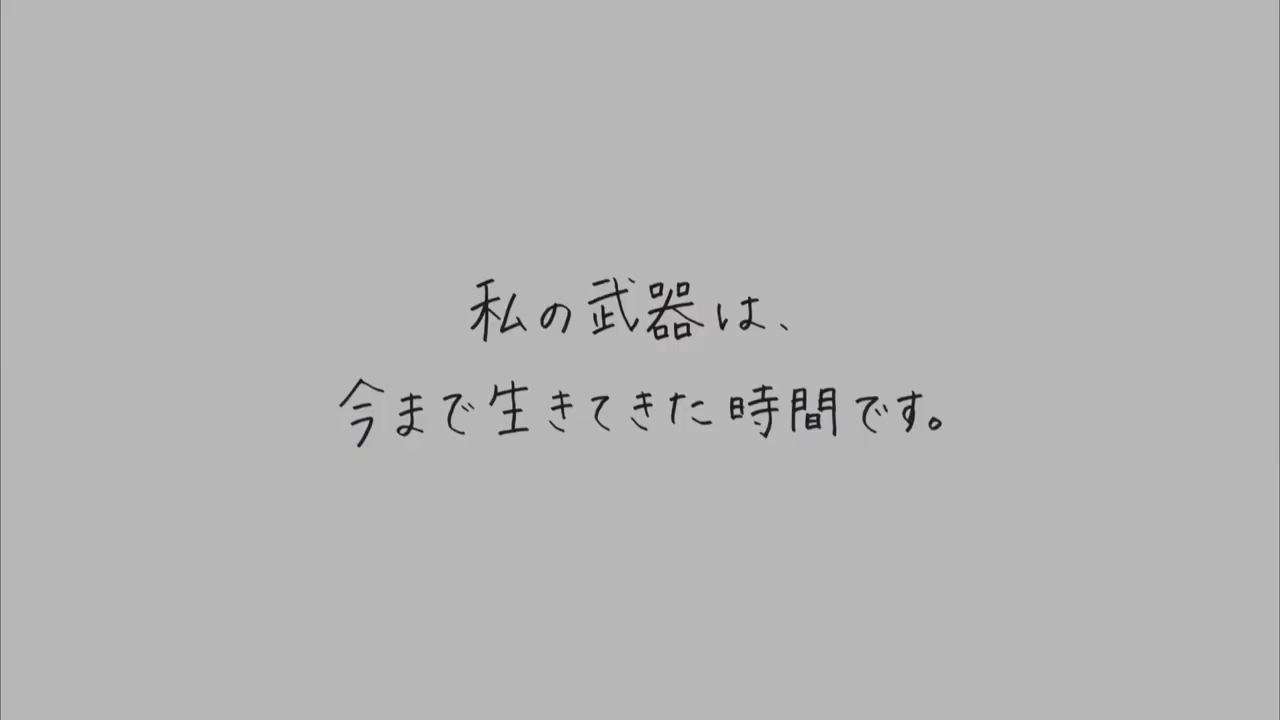 私の武器は、
今まで生きてきた時間です。